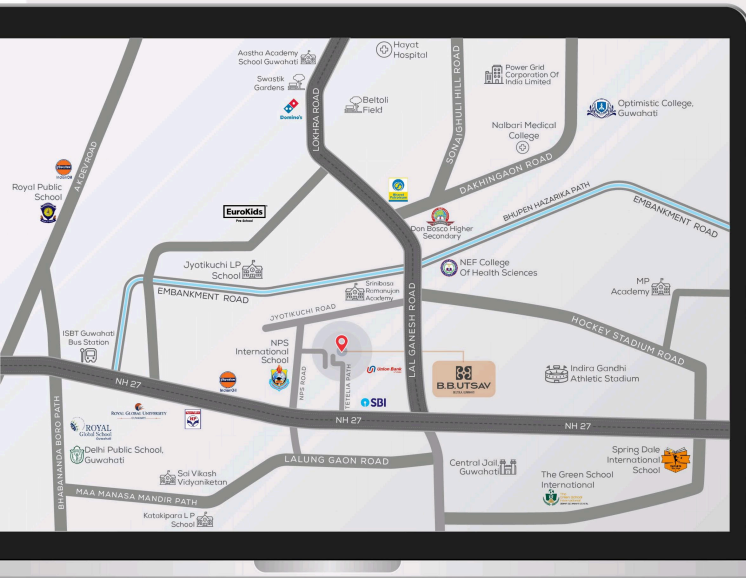 Aastha Academy
School Guwahati
Hayat
Hospital
Swastik
Gardens
Domino's
Beltoli
Field
LOKHRA ROAD
SONAIGHULI HILL ROAD
Power Grid
Corporation Of
India Limited
Optimistic College,
Guwahati
Nalbari Medical
College
DAKHINGAON ROAD
A K DEV ROAD
Royal Public
School
EuroKids
Pre School
BHUPEN HAZARIKA PATH
EMBANKMENT ROAD
Don Bosco Higher
Secondary
Jyotikuchi LP
School
EMBANKMENT ROAD
NEF College
Of Health Sciences
Srinibasa
Ramanujan
Academy
MP
Academy
JYOTIKUCHI ROAD
LAL GANESH ROAD
HOCKEY STADIUM ROAD
ISBT Guwahati
Bus Station
NPS
International
School
NPS ROAD
TETELIA PATH
Union Bank
B.B.UTSAV
Indira Gandhi
Athletic Stadium
NH 27
IndianOil
SBI
NH 27
NH 27
BHABANANDA BORO PATH
ROYAL GLOBAL UNIVERSITY
HP
ROYAL
Global School
Delhi Public School,
Guwahati
LALUNG GAON ROAD
Sai Vikash
Vidyaniketan
MAA MANASA MANDIR PATH
Katakipara L P
School
Central Jail
Guwahati
The Green School
International
Spring Dale
International
School